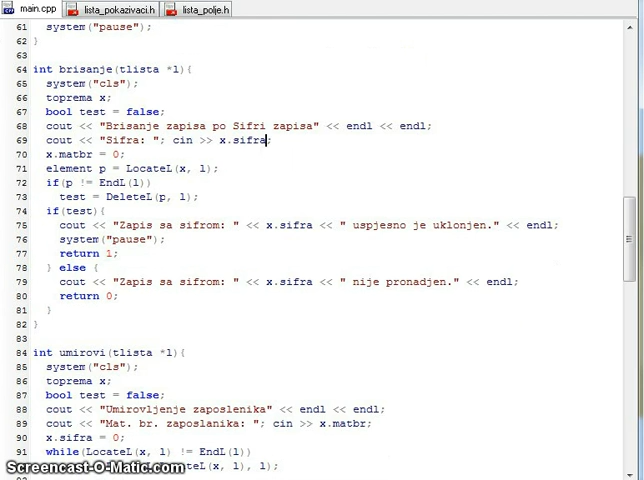 main.cpp lista_pokazivaci.h lista_polje.h
61 system("pause");
62 }
63
64 int brisanje(tlista *l){
65 system("cls");
66 toprema x;
67 bool test = false;
68 cout << "Brisanje zapisa po Sifri zapisa" << endl << endl;
69 cout << "Sifra: "; cin >> x.sifra;
70 x.matbr = 0;
71 element p = LocateL(x, l);
72 if(p != EndL(l))
73 test = DeleteL(p, l);
74 if(test){
75 cout << "Zapis sa sifrom: " << x.sifra << " uspjesno je uklonjen." << endl;
76 system("pause");
77 return 1;
78 } else {
79 cout << "Zapis sa sifrom: " << x.sifra << " nije pronadjen." << endl;
80 return 0;
81 }
82 }
83
84 int umirovi(tlista *l){
85 system("cls");
86 toprema x;
87 bool test = false;
88 cout << "Umirovljenje zaposlenika" << endl << endl;
89 cout << "Mat. br. zaposlanika: "; cin >> x.matbr;
90 x.sifra = 0;
91 while(LocateL(x, l) != EndL(l))
Screencast-O-Matic.com (x, l), l);